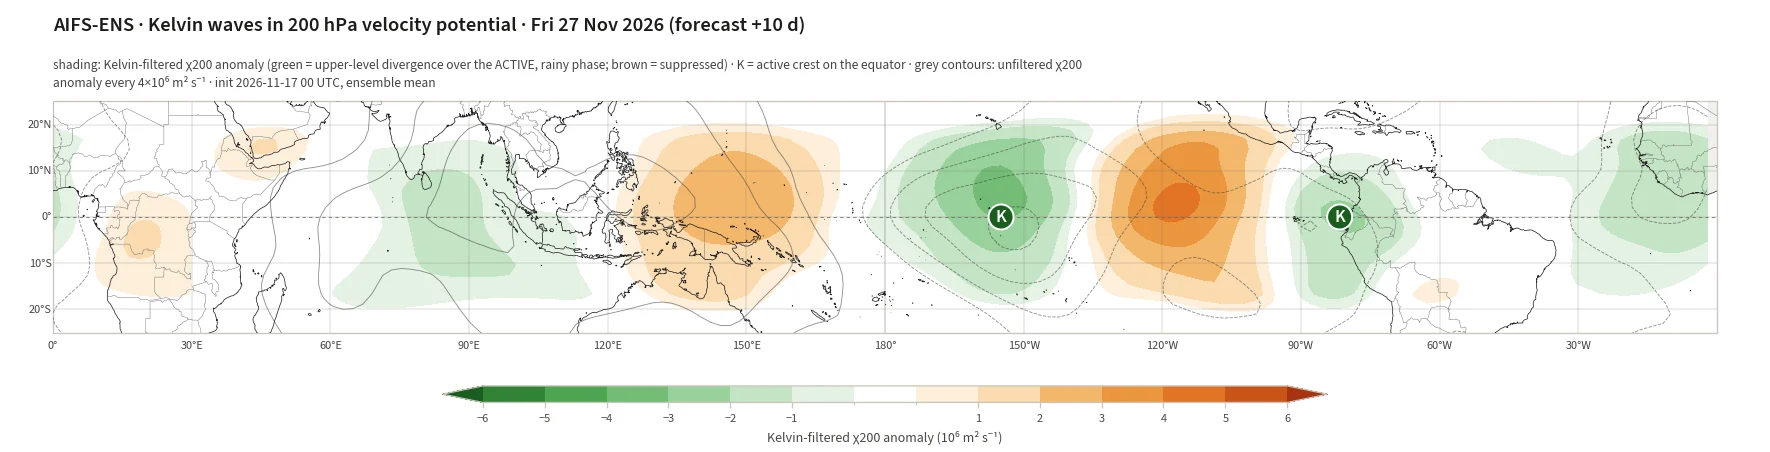 AIFS-ENS · Kelvin waves in 200 hPa velocity potential · Fri 27 Nov 2026 (forecast +10 d)
shading: Kelvin-filtered χ200 anomaly (green = upper-level divergence over the ACTIVE, rainy phase; brown = suppressed) · K = active crest on the equator · grey contours: unfiltered χ200
anomaly every 4×10⁶ m² s⁻¹ · init 2026-11-17 00 UTC, ensemble mean
20°N
10°N
0°
10°S
20°S
K K
0° 30°E 60°E 90°E 120°E 150°E 180° 150°W 120°W 90°W 60°W 30°W
−6 −5 −4 −3 −2 −1 1 2 3 4 5 6
Kelvin-filtered χ200 anomaly (10⁶ m² s⁻¹)